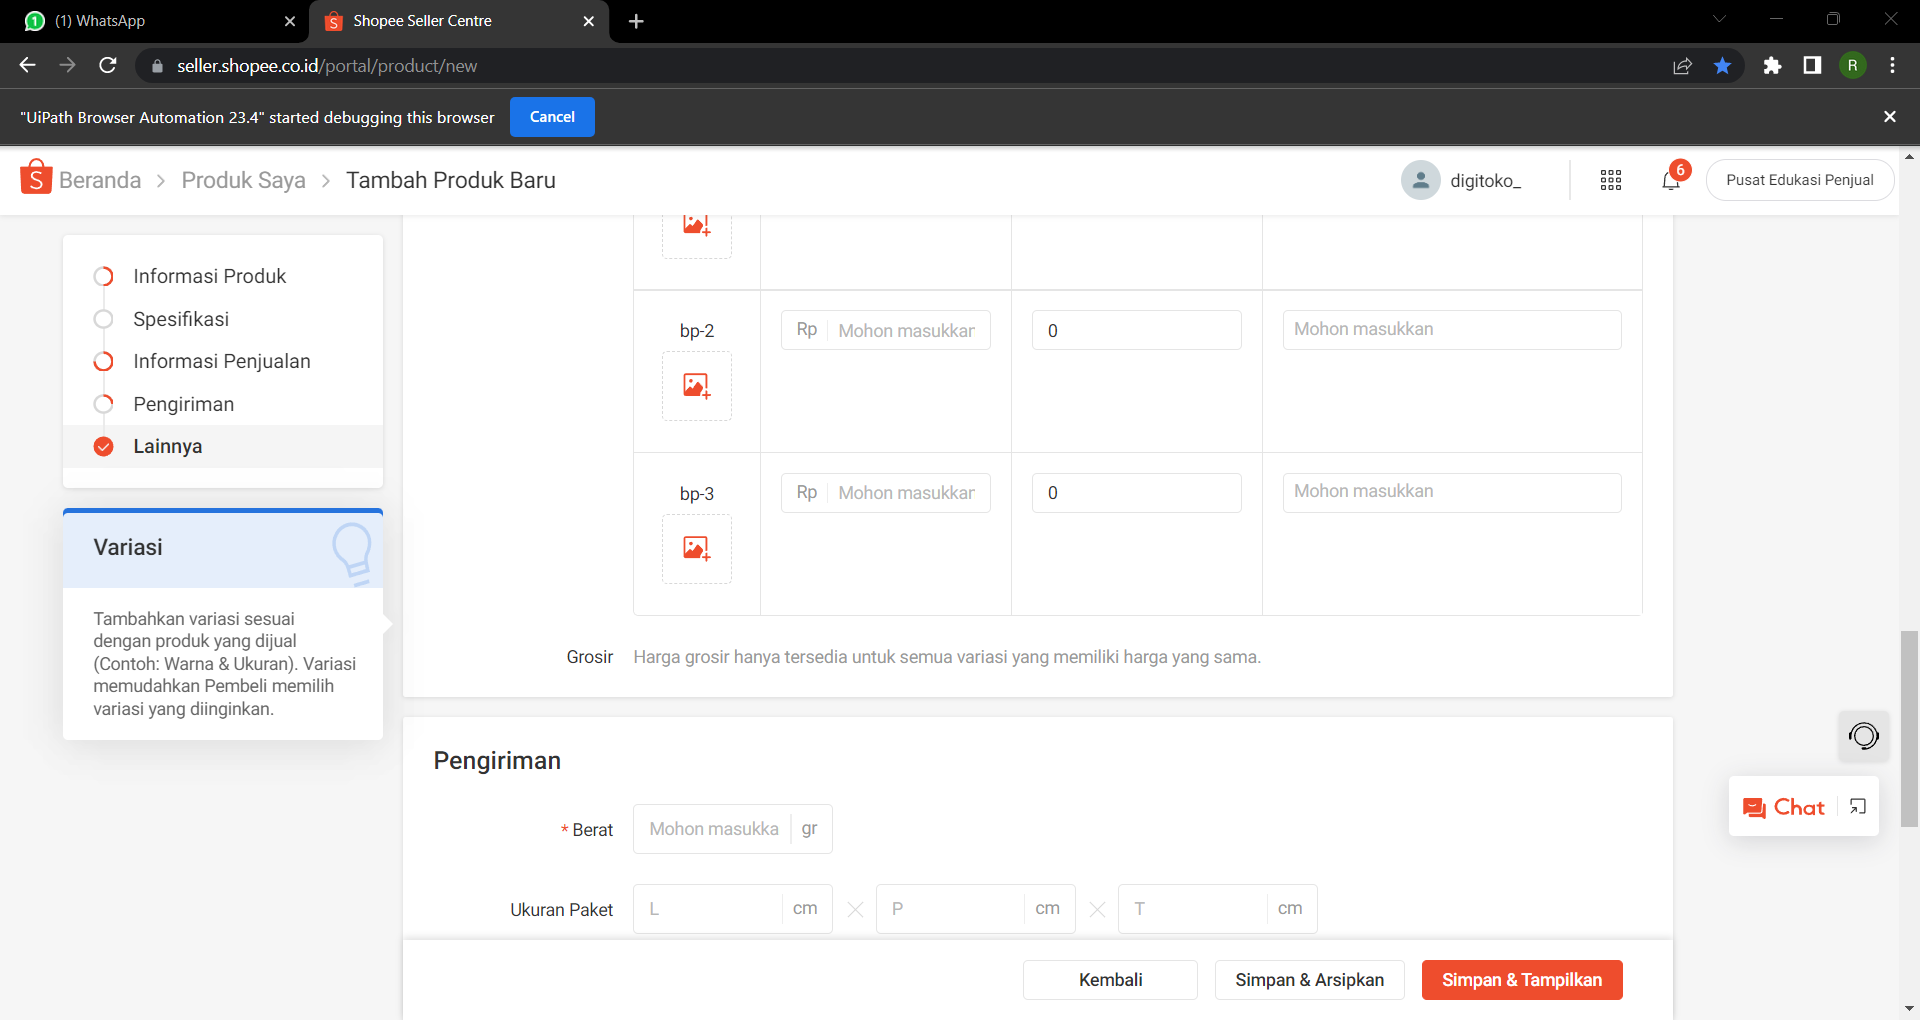 (1) WhatsApp
Shopee Seller Centre
seller.shopee.co.id/portal/product/new
R
"UiPath Browser Automation 23.4" started debugging this browser
Cancel
Beranda > Produk Saya > Tambah Produk Baru
digitoko_
6
Pusat Edukasi Penjual
Informasi Produk
Spesifikasi
Informasi Penjualan
Pengiriman
Lainnya
Variasi
Tambahkan variasi sesuai
dengan produk yang dijual
(Contoh: Warna & Ukuran). Variasi
memudahkan Pembeli memilih
variasi yang diinginkan.
bp-2
Rp Mohon masukkan
0
Mohon masukkan
bp-3
Rp Mohon masukkan
0
Mohon masukkan
Grosir Harga grosir hanya tersedia untuk semua variasi yang memiliki harga yang sama.
Pengiriman
* Berat Mohon masukka gr
Ukuran Paket L cm P cm T cm
Chat
Kembali
Simpan & Arsipkan
Simpan & Tampilkan